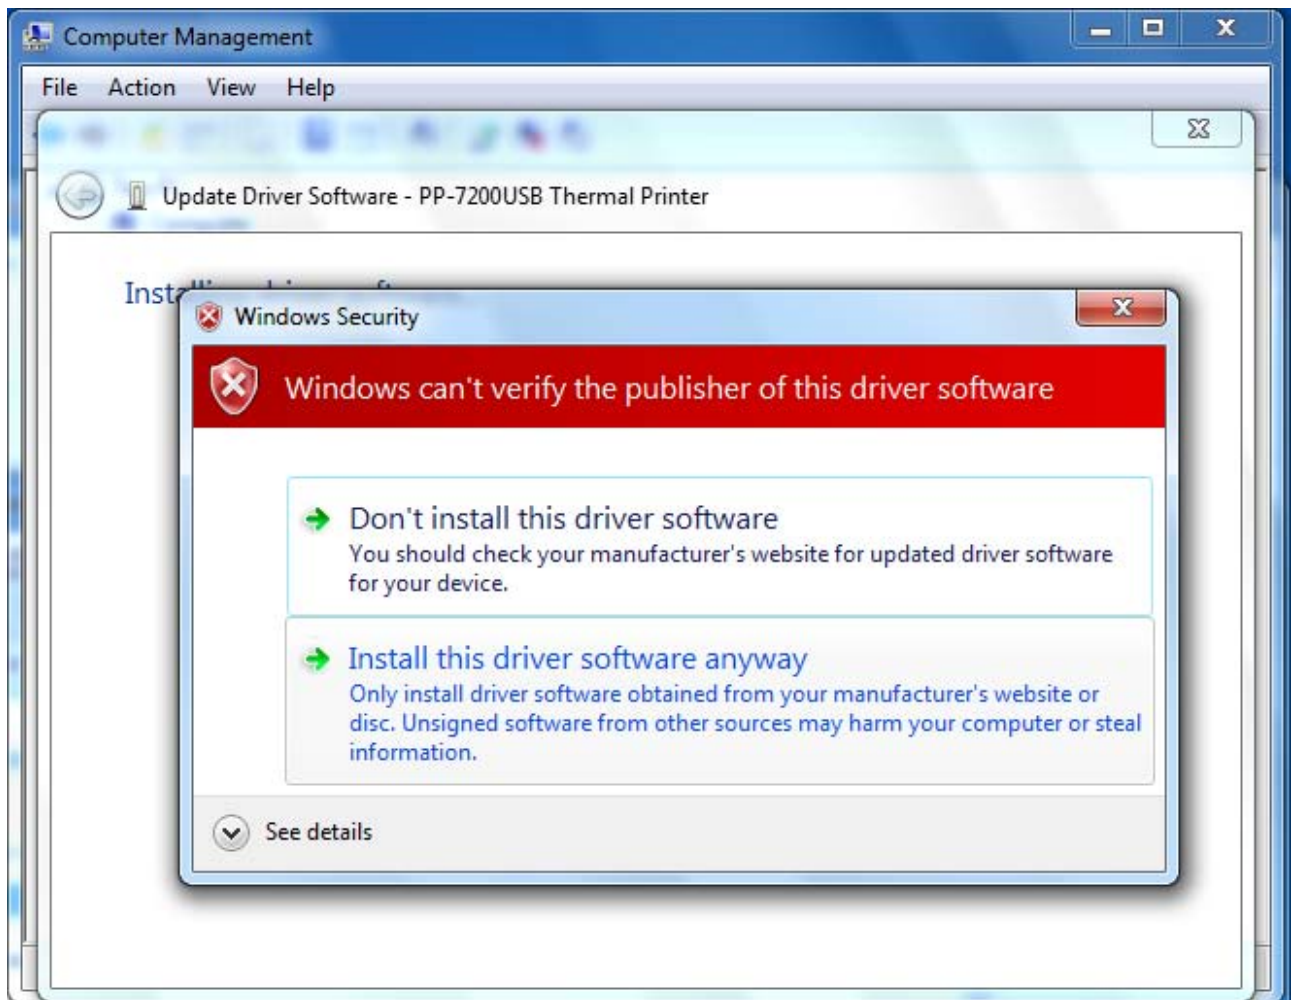 Computer Management
File Action View Help
Update Driver Software - PP-7200USB Thermal Printer
Windows Security
Windows can't verify the publisher of this driver software
Don't install this driver software
You should check your manufacturer's website for updated driver software
for your device.
Install this driver software anyway
Only install driver software obtained from your manufacturer's website or
disc. Unsigned software from other sources may harm your computer or steal
information.
See details